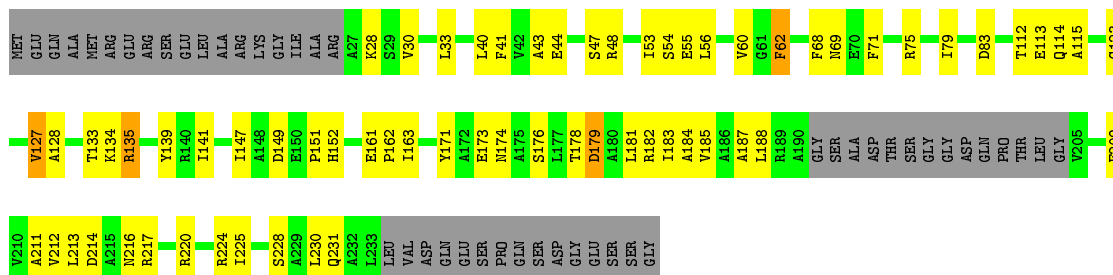 MET GLU GLN ALA MET ARG GLU ARG SER GLU LEU ALA ARG LYS GLY ILE ALA ARG A27 K28 S29 V30 L33 L40 F41 V42 A43 E44 S47 R48 I53 S54 E55 L56 V60 G61 F62 F68 N69 E70 F71 R75 I79 D83 T112 E113 Q114 A115
V127 A128 T133 K134 R135 Y139 R140 I141 I147 A148 D149 E150 P151 H152 E161 P162 I163 Y171 A172 E173 N174 A175 S176 L177 T178 D179 A180 L181 R182 I183 A184 V185 A186 A187 L188 R189 A190 GLY SER ALA ASP THR SER GLY GLY ASP GLN PRO THR LEU GLY V205
V210 A211 V212 L213 D214 A215 N216 R217 R220 R224 I225 S228 A229 L230 Q231 A232 L233 LEU VAL ASP GLN GLU SER PRO GLN SER ASP GLY GLU SER SER GLY